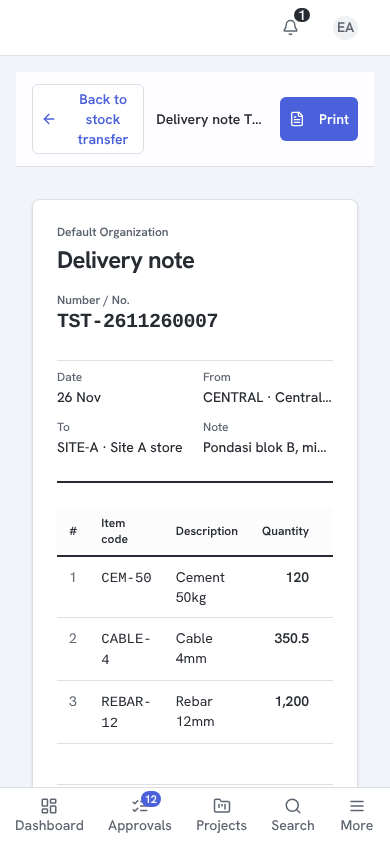 1
EA
Back to
stock
transfer
Delivery note T...
Print
Default Organization
Delivery note
Number / No.
TST-2611260007
Date
From
26 Nov
CENTRAL · Central...
To
Note
SITE-A · Site A store
Pondasi blok B, mi...
# Item code Description Quantity
1 CEM-50 Cement 50kg 120
2 CABLE-4 Cable 4mm 350.5
3 REBAR-12 Rebar 12mm 1,200
12
Dashboard Approvals Projects Search More